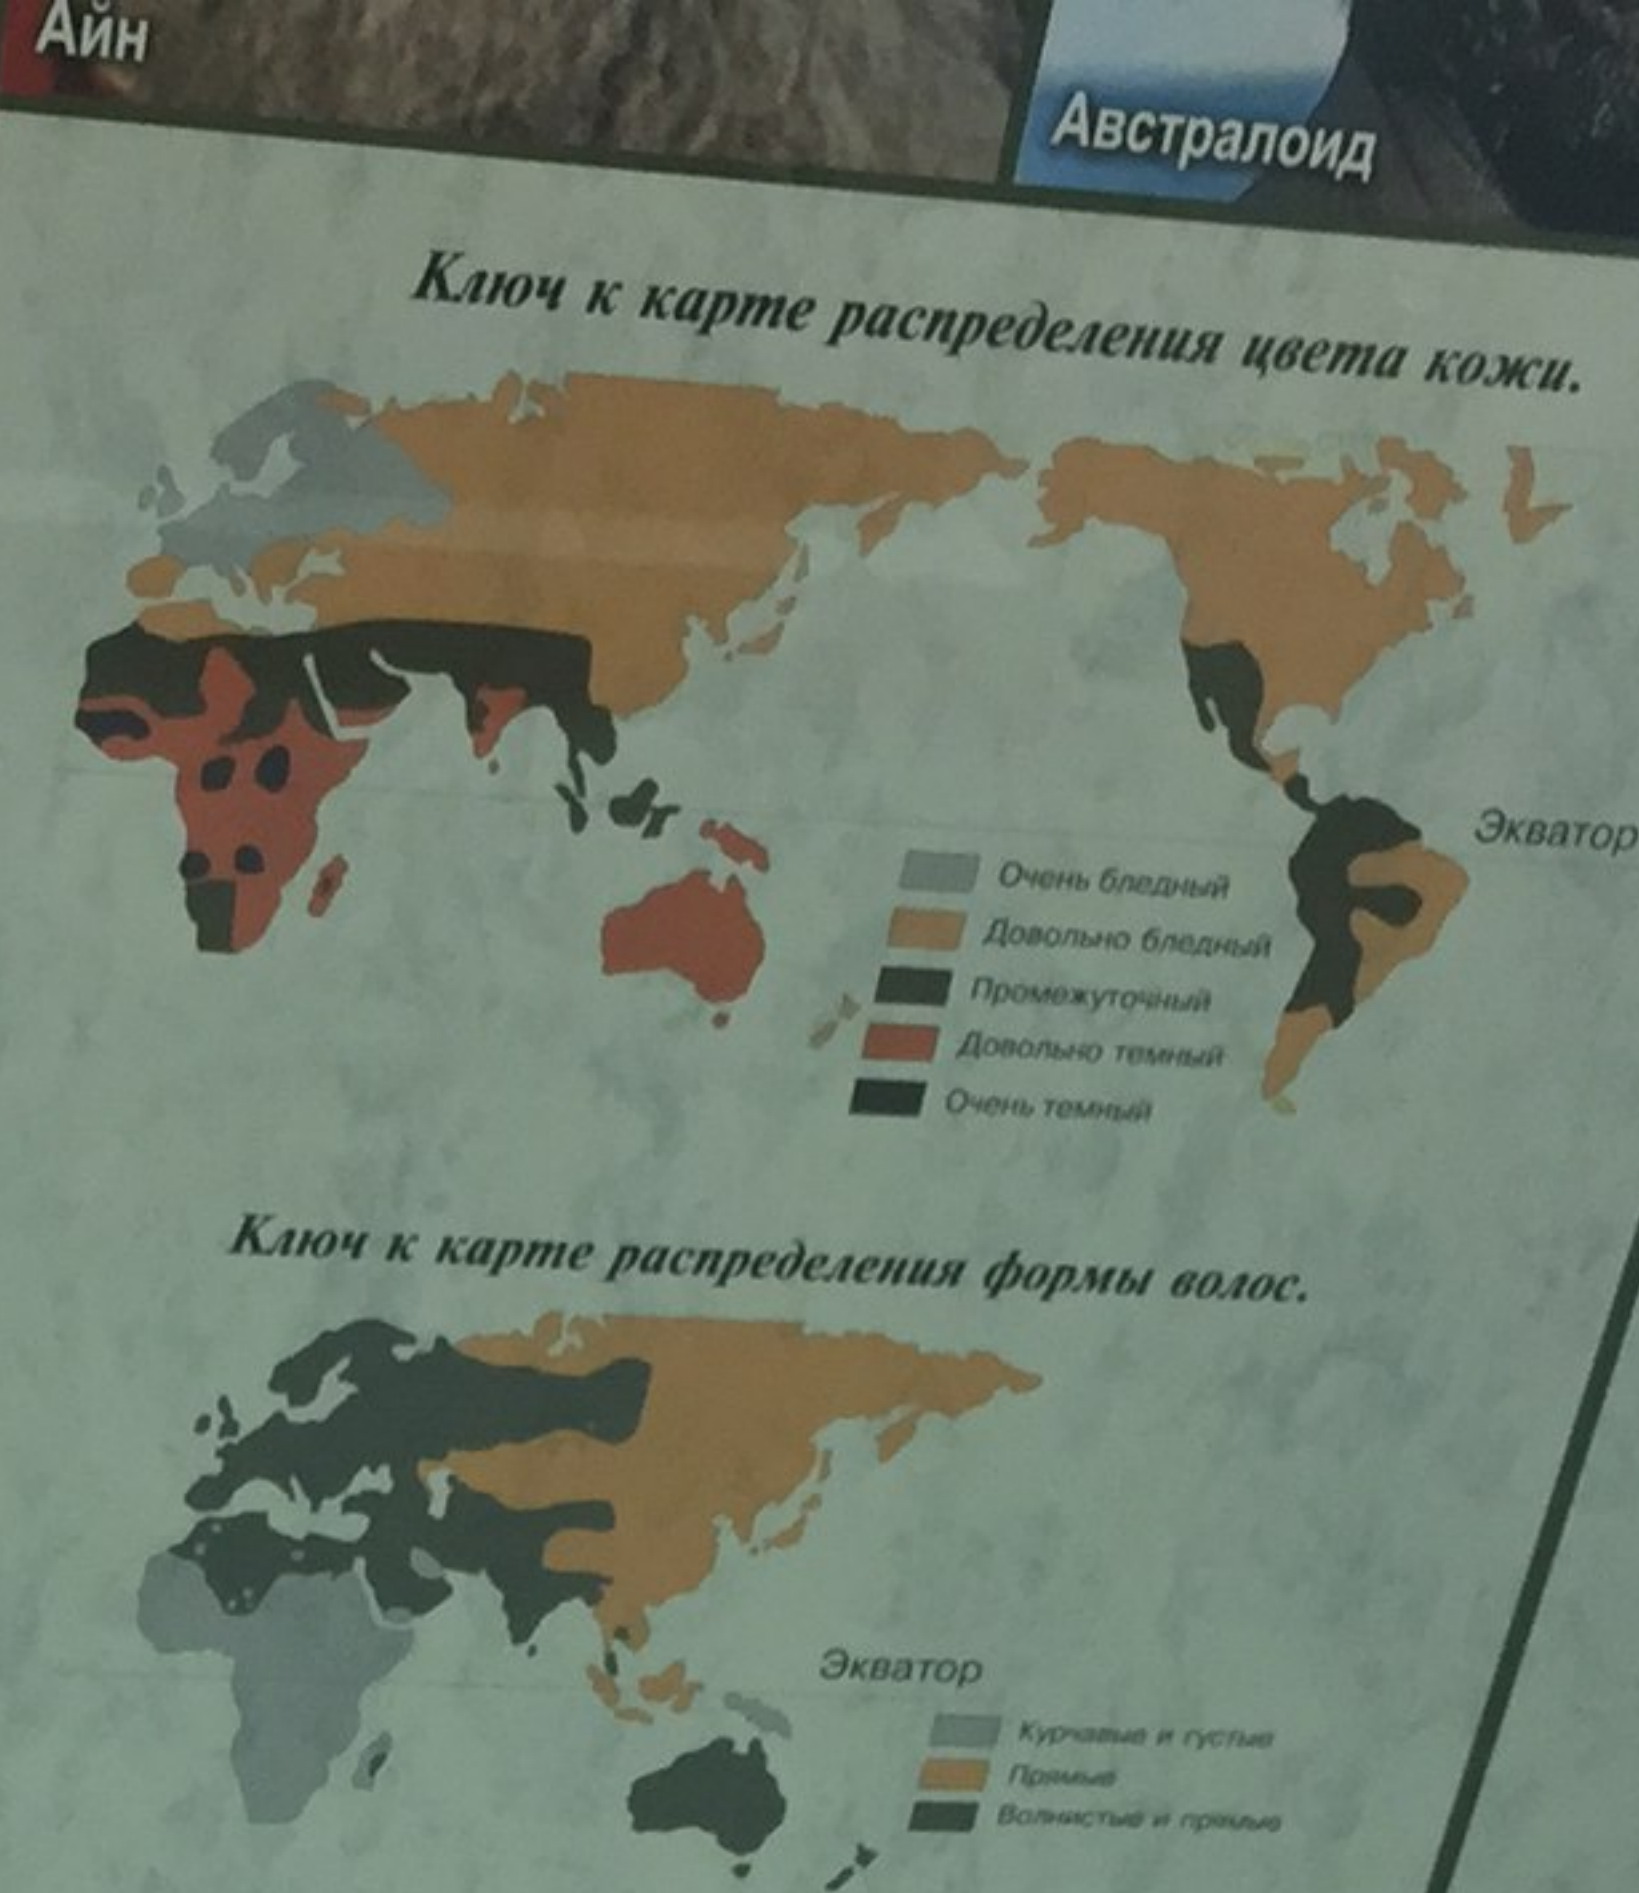 Айн
Австралоид
Ключ к карте распределения цвета кожи.
Экватор
Очень бледный
Довольно бледный
Промежуточный
Довольно темный
Очень темный
Ключ к карте распределения формы волос.
Экватор
Курчавые и густые
Прямые
Волнистые и прямые